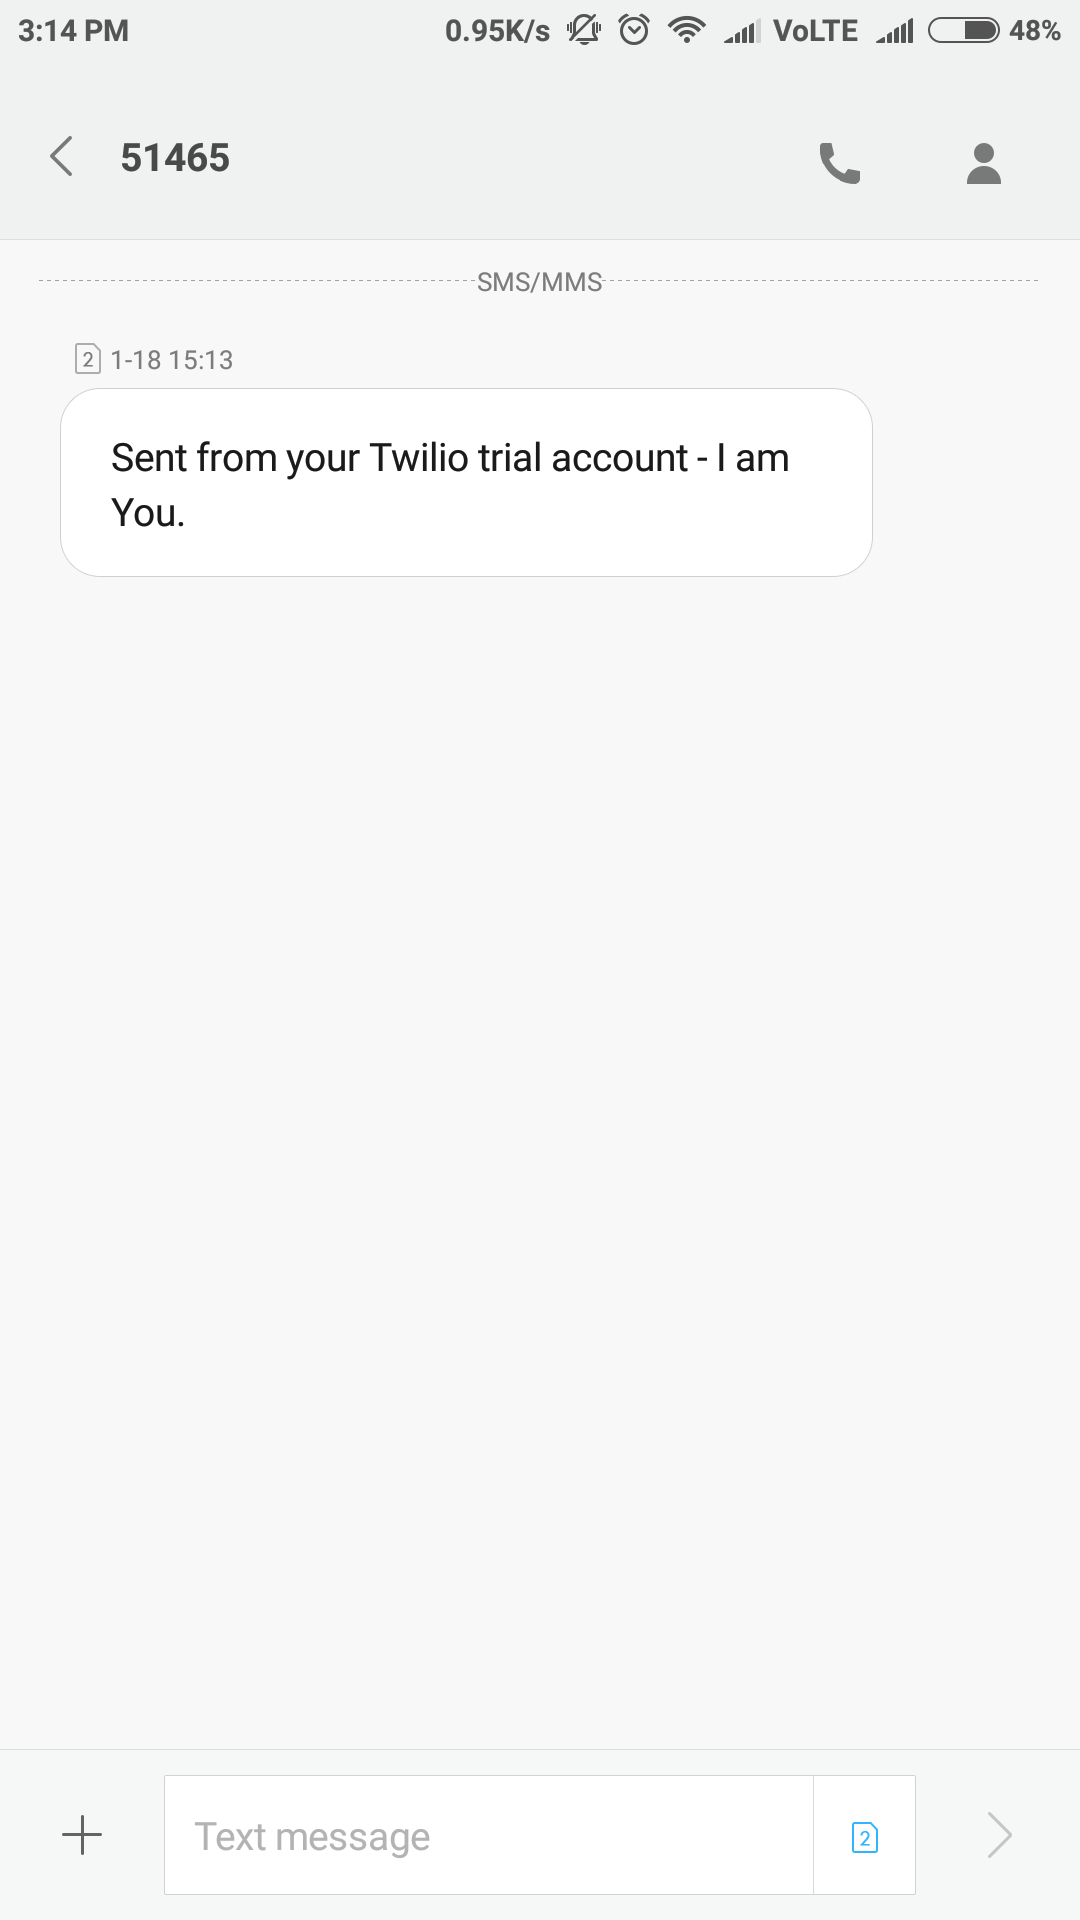 3:14 PM 0.95K/s VoLTE 48%
51465
SMS/MMS
2 1-18 15:13
Sent from your Twilio trial account - I am
You.
Text message 2